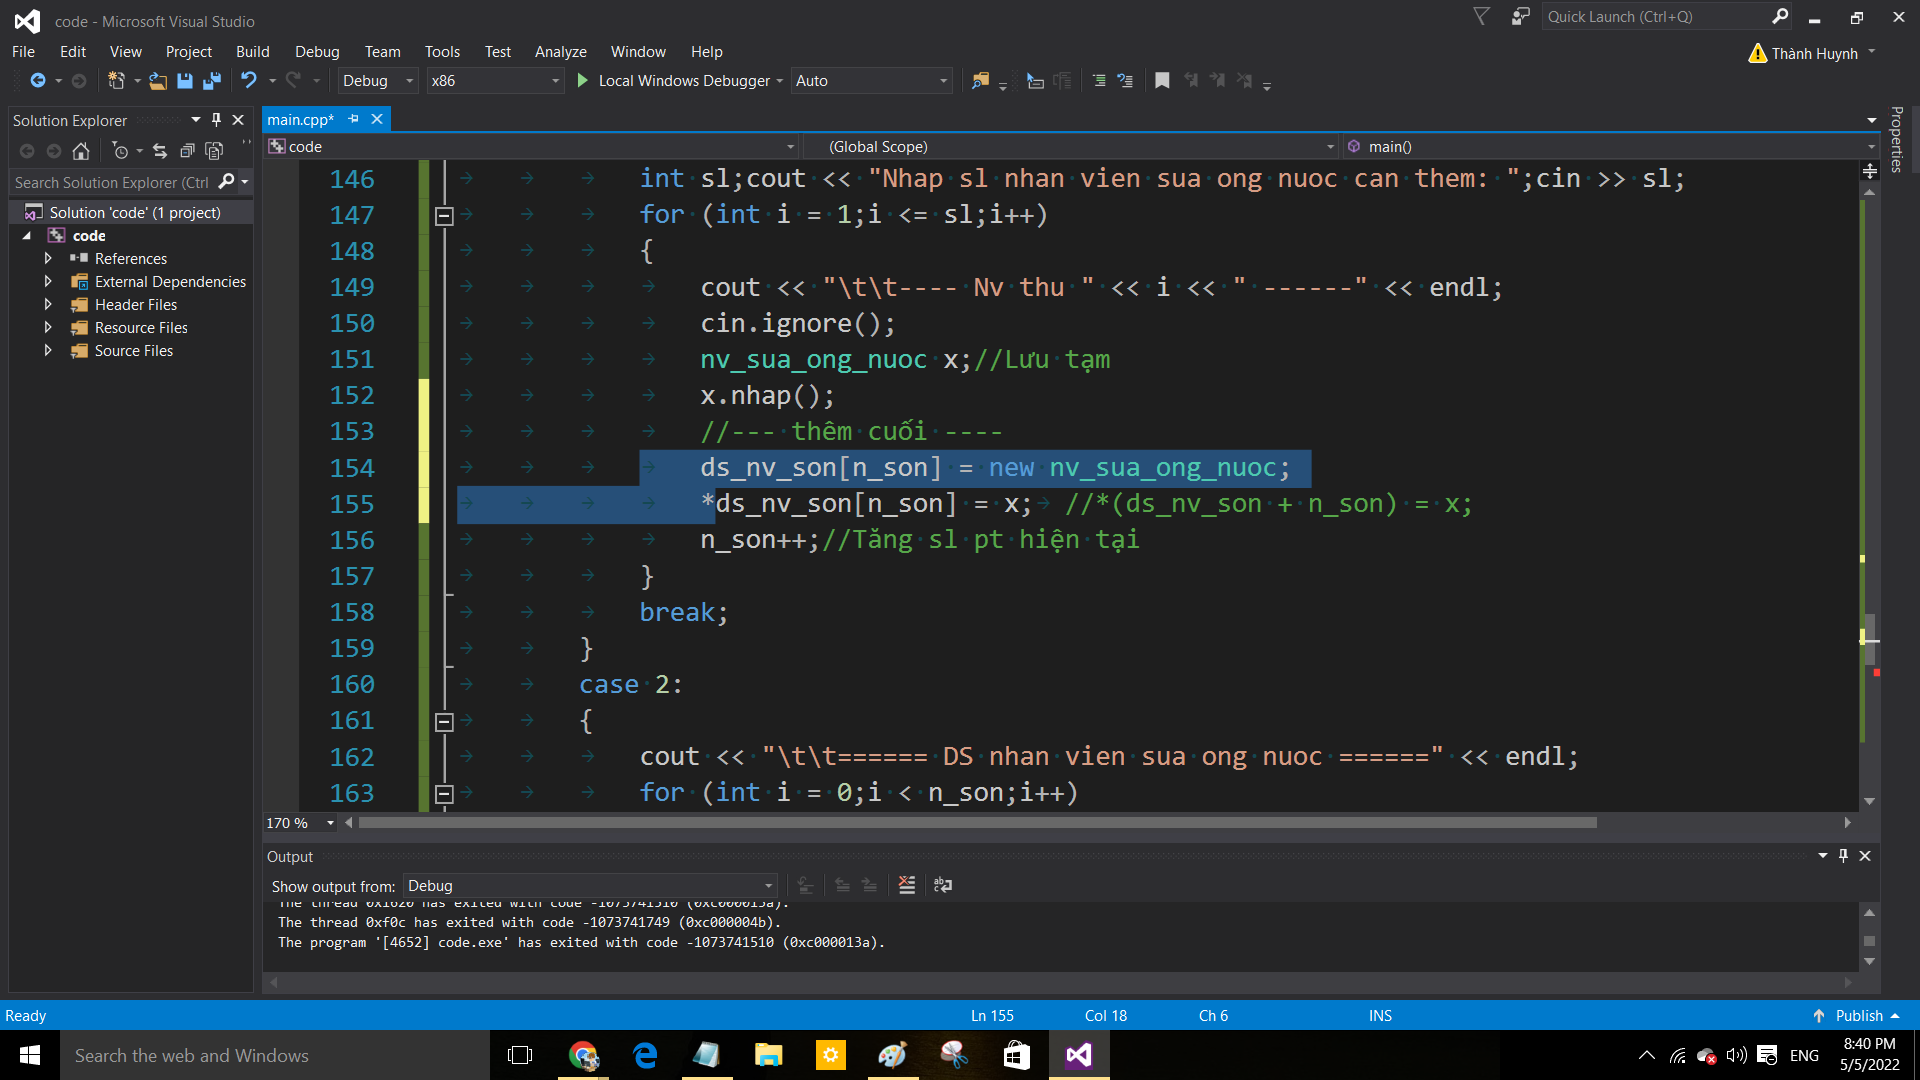 code - Microsoft Visual Studio
Quick Launch (Ctrl+Q)
File Edit View Project Build Debug Team Tools Test Analyze Window Help
Thành Huynh
Debug x86 Local Windows Debugger Auto
Solution Explorer
Search Solution Explorer (Ctrl
Solution 'code' (1 project)
code
References
External Dependencies
Header Files
Resource Files
Source Files
main.cpp*
code (Global Scope) main()
146 int sl;cout << "Nhap sl nhan vien sua ong nuoc can them: ";cin >> sl;
147 for (int i = 1;i <= sl;i++)
148 {
149 cout << "\t\t---- Nv thu " << i << " ------" << endl;
150 cin.ignore();
151 nv_sua_ong_nuoc x;//Lưu tạm
152 x.nhap();
153 //--- thêm cuối ----
154 ds_nv_son[n_son] = new nv_sua_ong_nuoc;
155 *ds_nv_son[n_son] = x; //*(ds_nv_son + n_son) = x;
156 n_son++;//Tăng sl pt hiện tại
157 }
158 break;
159 }
160 case 2:
161 {
162 cout << "\t\t====== DS nhan vien sua ong nuoc ======" << endl;
163 for (int i = 0;i < n_son;i++)
170 %
Output
Show output from: Debug
The thread 0x1620 has exited with code -1073741510 (0xc000013a).
The thread 0xf0c has exited with code -1073741749 (0xc000004b).
The program '[4652] code.exe' has exited with code -1073741510 (0xc000013a).
Properties
Ready Ln 155 Col 18 Ch 6 INS Publish
Search the web and Windows
ENG
8:40 PM
5/5/2022